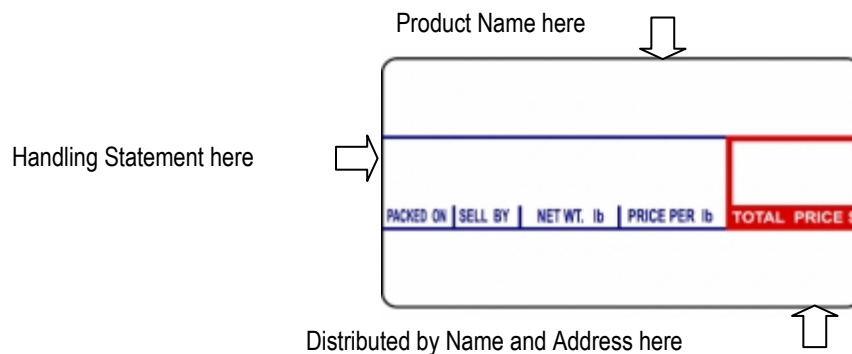 Product Name here
Handling Statement here
PACKED ON SELL BY NET WT. lb PRICE PER lb TOTAL PRICE $
Distributed by Name and Address here